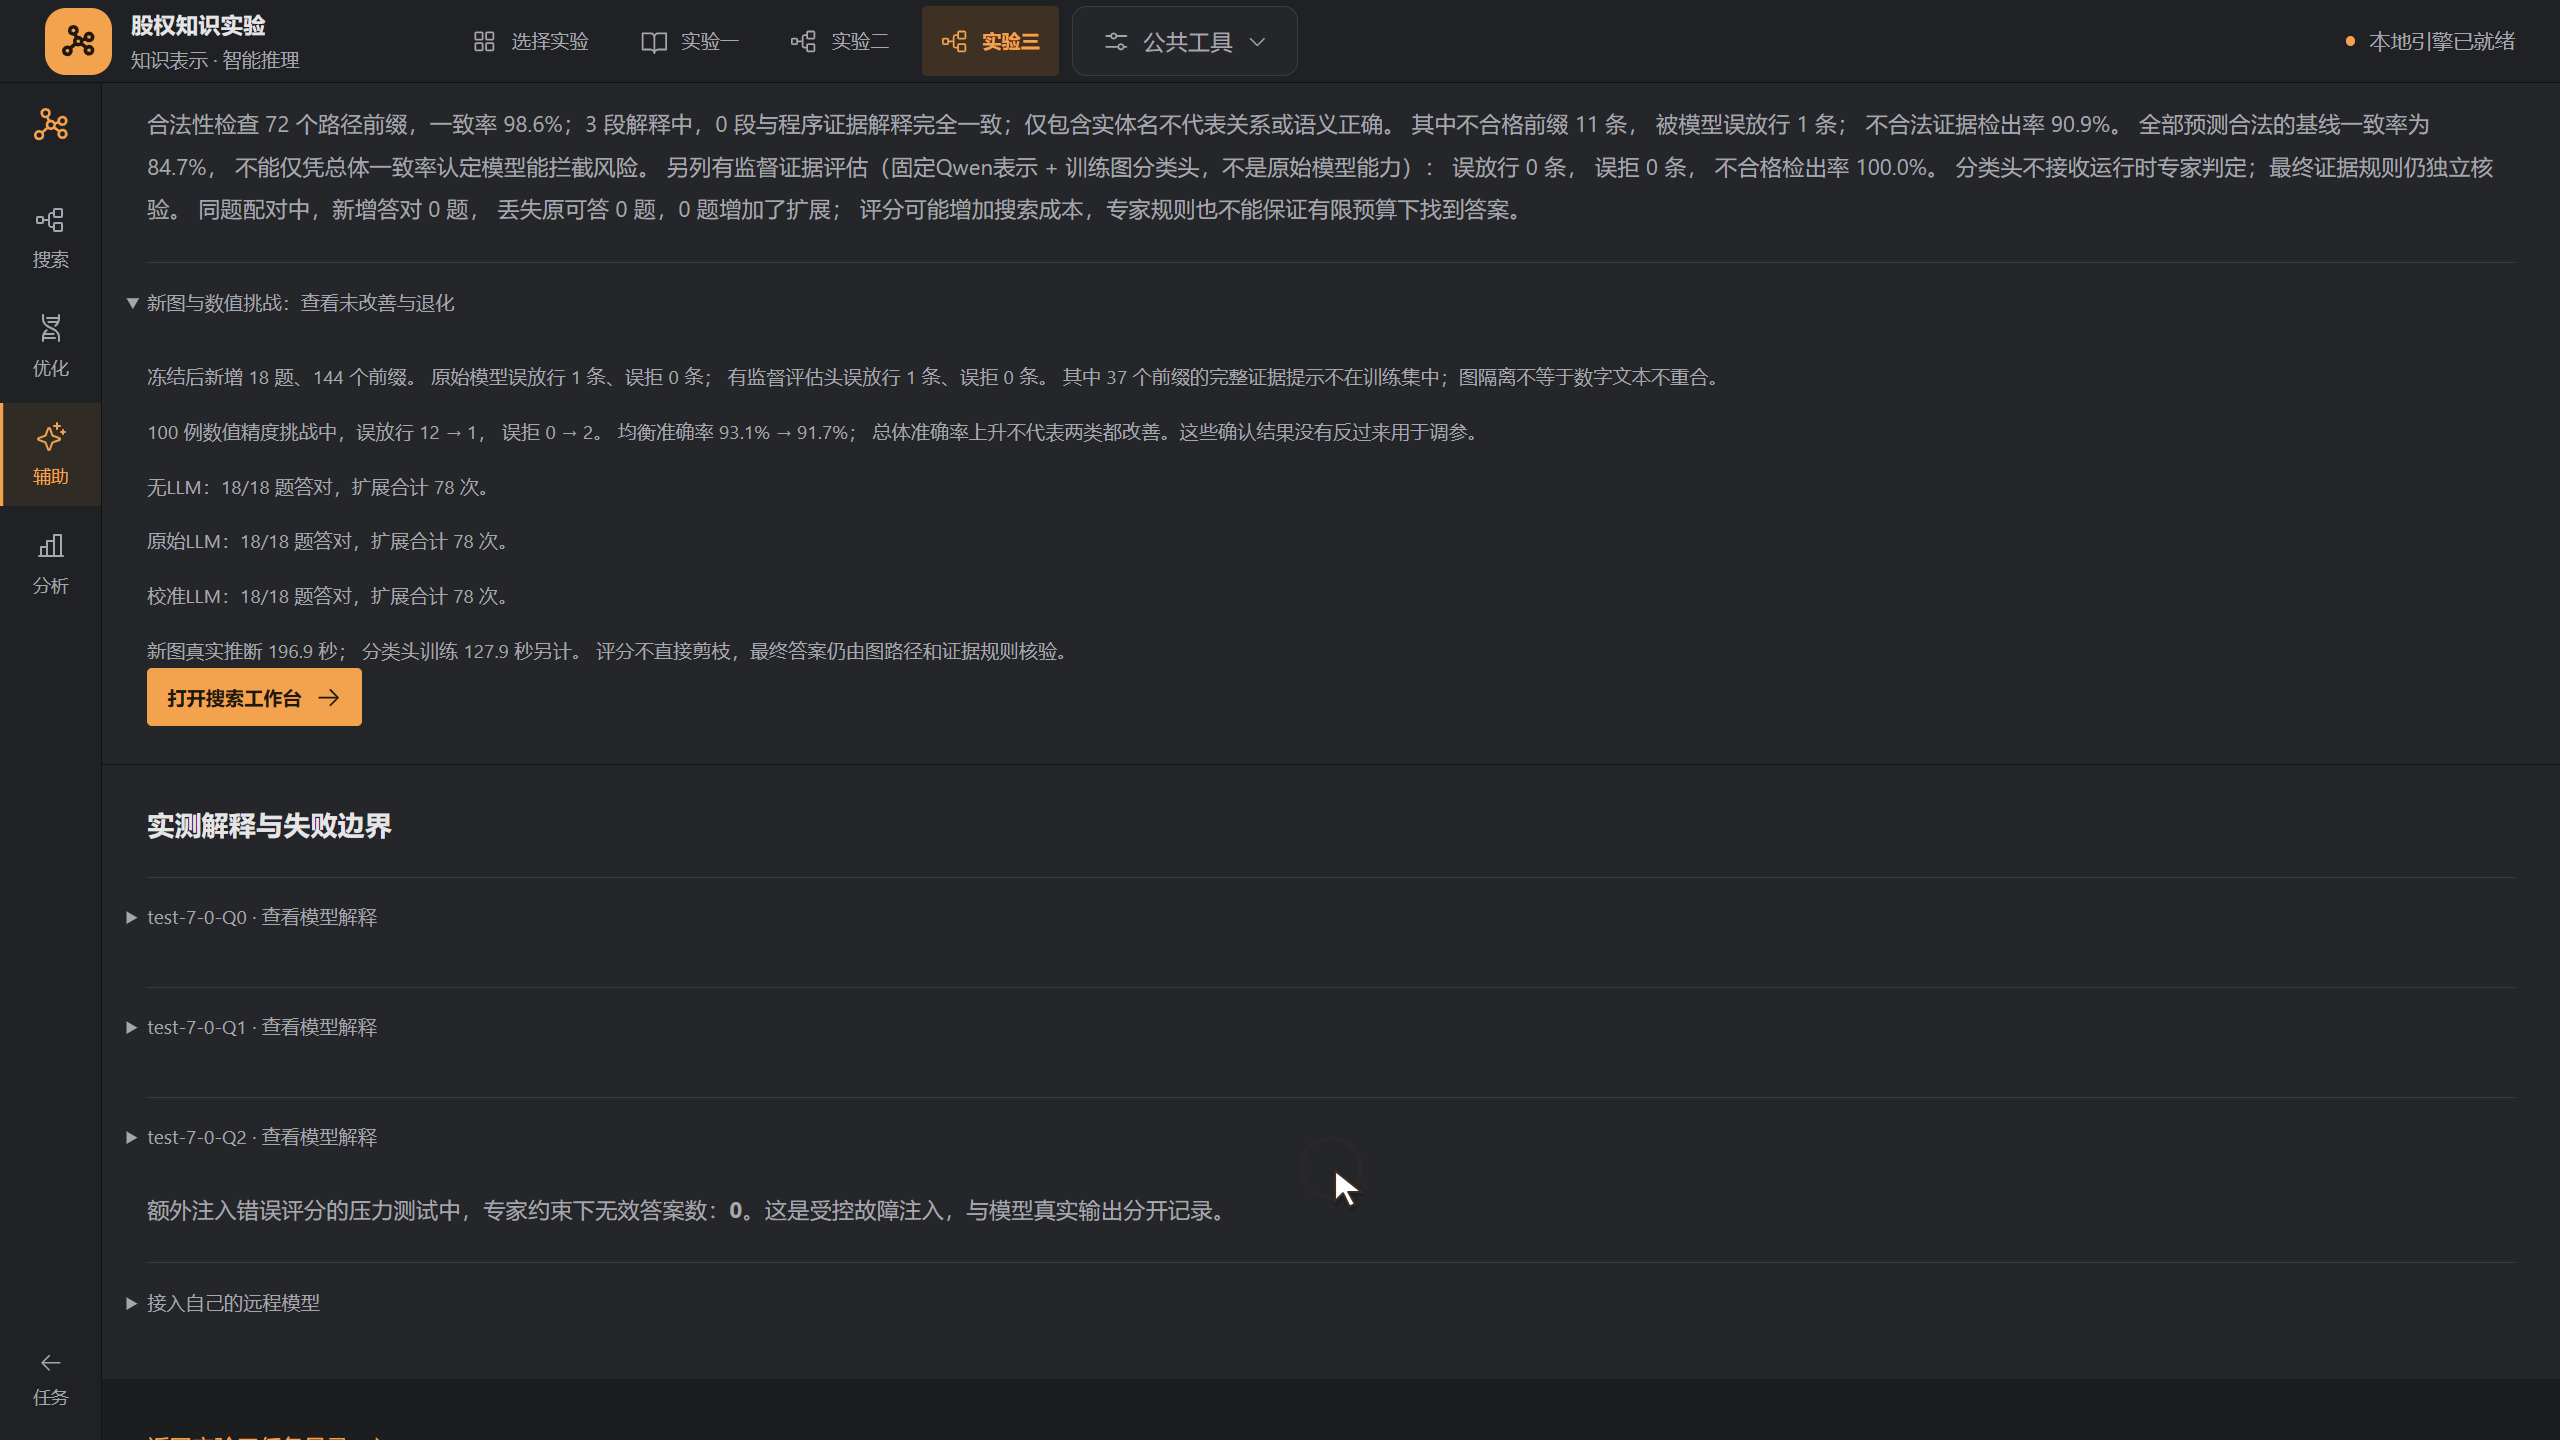 股权知识实验
知识表示 · 智能推理
选择实验
实验一
实验二
实验三
公共工具
本地引擎已就绪
搜索
优化
辅助
分析
任务
合法性检查 72 个路径前缀，一致率 98.6%；3 段解释中，0 段与程序证据解释完全一致；仅包含实体名不代表关系或语义正确。 其中不合格前缀 11 条， 被模型误放行 1 条； 不合法证据检出率 90.9%。 全部预测合法的基线一致率为
84.7%， 不能仅凭总体一致率认定模型能拦截风险。 另列有监督证据评估（固定Qwen表示 + 训练图分类头，不是原始模型能力）： 误放行 0 条， 误拒 0 条， 不合格检出率 100.0%。 分类头不接收运行时专家判定；最终证据规则仍独立核
验。 同题配对中，新增答对 0 题， 丢失原可答 0 题，0 题增加了扩展； 评分可能增加搜索成本，专家规则也不能保证有限预算下找到答案。
新图与数值挑战：查看未改善与退化
冻结后新增 18 题、144 个前缀。 原始模型误放行 1 条、误拒 0 条； 有监督评估头误放行 1 条、误拒 0 条。 其中 37 个前缀的完整证据提示不在训练集中；图隔离不等于数字文本不重合。
100 例数值精度挑战中，误放行 12 → 1， 误拒 0 → 2。 均衡准确率 93.1% → 91.7%； 总体准确率上升不代表两类都改善。这些确认结果没有反过来用于调参。
无LLM：18/18 题答对，扩展合计 78 次。
原始LLM：18/18 题答对，扩展合计 78 次。
校准LLM：18/18 题答对，扩展合计 78 次。
新图真实推断 196.9 秒； 分类头训练 127.9 秒另计。 评分不直接剪枝，最终答案仍由图路径和证据规则核验。
打开搜索工作台
实测解释与失败边界
test-7-0-Q0 · 查看模型解释
test-7-0-Q1 · 查看模型解释
test-7-0-Q2 · 查看模型解释
额外注入错误评分的压力测试中，专家约束下无效答案数：0。这是受控故障注入，与模型真实输出分开记录。
接入自己的远程模型